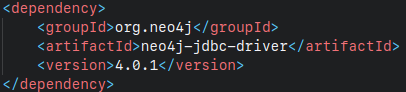 <dependency>
    <groupId>org.neo4j</groupId>
    <artifactId>neo4j-jdbc-driver</artifactId>
    <version>4.0.1</version>
</dependency>